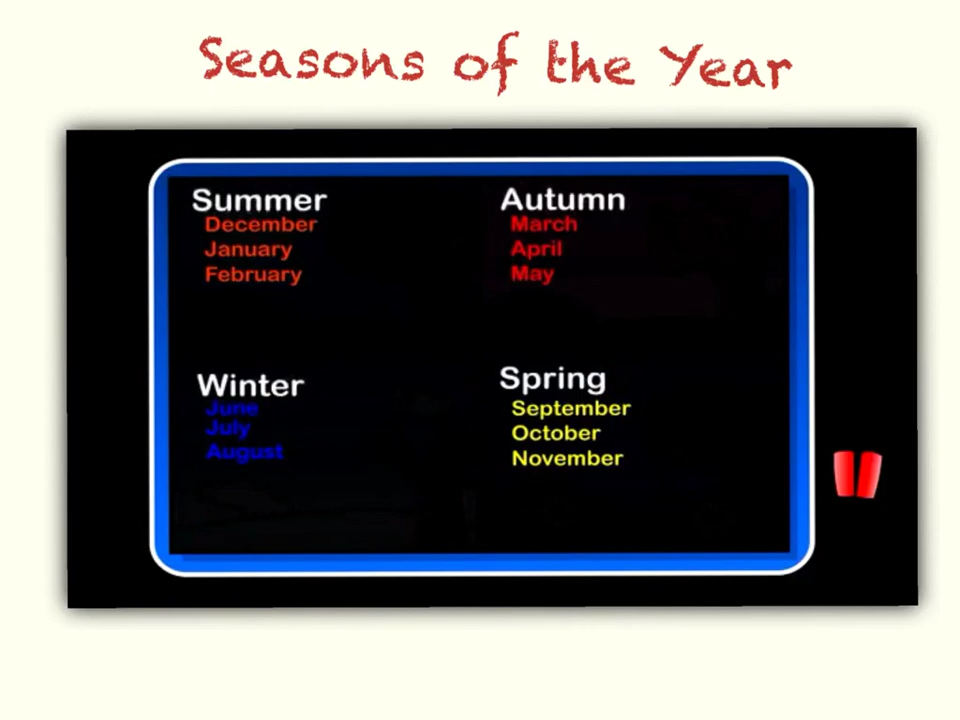 Seasons of the Year
Summer
December
January
February
Autumn
March
April
May
Winter
June
July
August
Spring
September
October
November